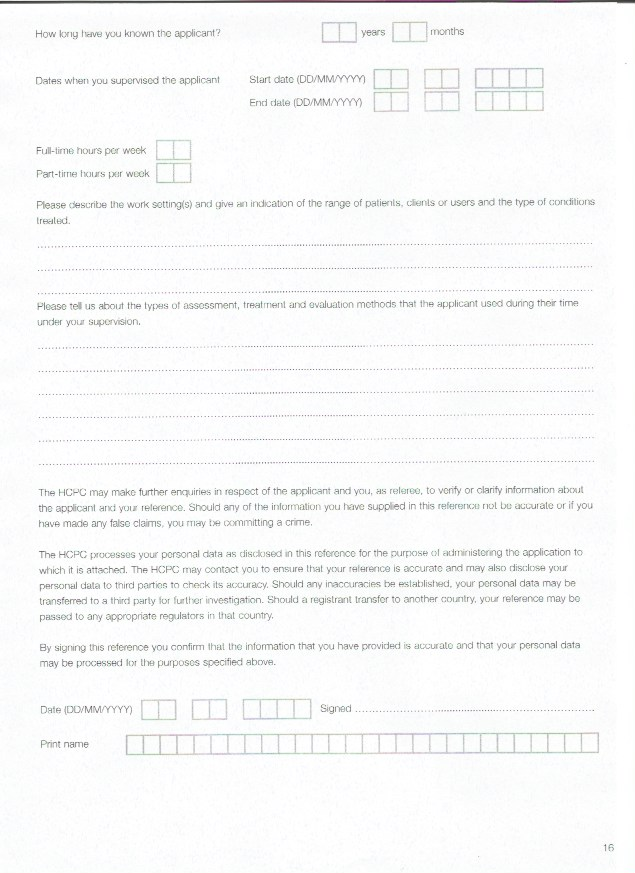 How long have you known the applicant? years months
Dates when you supervised the applicant Start date (DD/MM/YYYY)
End date (DD/MM/YYYY)
Full-time hours per week
Part-time hours per week
Please describe the work setting(s) and give an indication of the range of patients, clients or users and the type of conditions
treated.
Please tell us about the types of assessment, treatment and evaluation methods that the applicant used during their time
under your supervision.
The HCPC may make further enquiries in respect of the applicant and you, as referee, to verify or clarify information about
the applicant and your reference. Should any of the information you have supplied in this reference not be accurate or if you
have made any false claims, you may be committing a crime.
The HCPC processes your personal data as disclosed in this reference for the purpose of administering the application to
which it is attached. The HCPC may contact you to ensure that your reference is accurate and may also disclose your
personal data to third parties to check its accuracy. Should any inaccuracies be established, your personal data may be
transferred to a third party for further investigation. Should a registrant transfer to another country, your reference may be
passed to any appropriate regulators in that country.
By signing this reference you confirm that the information that you have provided is accurate and that your personal data
may be processed for the purposes specified above.
Date (DD/MM/YYYY) Signed
Print name
16